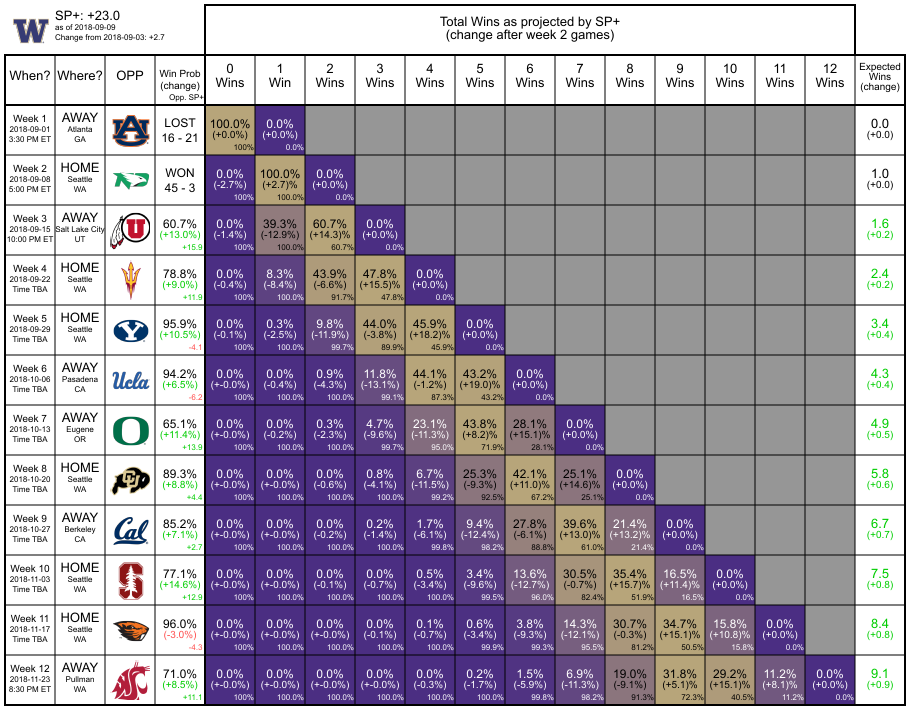 W
SP+: +23.0
as of 2018-09-09
Change from 2018-09-03: +2.7
Total Wins as projected by SP+
(change after week 2 games)
When? Where? OPP Win Prob (change) Opp. SP+ 0 Wins 1 Win 2 Wins 3 Wins 4 Wins 5 Wins 6 Wins 7 Wins 8 Wins 9 Wins 10 Wins 11 Wins 12 Wins Expected Wins (change)
Week 1 AWAY LOST 100.0% 0.0% 0.0
2018-09-01 Atlanta (+0.0%) (+0.0%) (+0.0)
3:30 PM ET GA 16 - 21 100% 0.0%
Week 2 HOME WON 0.0% 100.0% 0.0% 1.0
2018-09-08 Seattle (-2.7%) (+2.7)% (+0.0%) (+0.0)
5:00 PM ET WA 45 - 3 100% 100.0% 0.0%
Week 3 AWAY U 60.7% 0.0% 39.3% 60.7% 0.0% 1.6
2018-09-15 Salt Lake City (+13.0%) (-1.4%) (-12.9%) (+14.3)% (+0.0%) (+0.2)
10:00 PM ET UT +15.9 100% 100.0% 60.7% 0.0%
Week 4 HOME 78.8% 0.0% 8.3% 43.9% 47.8% 0.0% 2.4
2018-09-22 Seattle (+9.0%) (-0.4%) (-8.4%) (-6.6%) (+15.5)% (+0.0%) (+0.2)
Time TBA WA +11.9 100% 100.0% 91.7% 47.8% 0.0%
Week 5 HOME Y 95.9% 0.0% 0.3% 9.8% 44.0% 45.9% 0.0% 3.4
2018-09-29 Seattle (+10.5%) (-0.1%) (-2.5%) (-11.9%) (-3.8%) (+18.2)% (+0.0%) (+0.4)
Time TBA WA -4.1 100% 100.0% 99.7% 89.9% 45.9% 0.0%
Week 6 AWAY Ucla 94.2% 0.0% 0.0% 0.9% 11.8% 44.1% 43.2% 0.0% 4.3
2018-10-06 Pasadena (+6.5%) (+-0.0%) (-0.4%) (-4.3%) (-13.1%) (-1.2%) (+19.0)% (+0.0%) (+0.4)
Time TBA CA -6.2 100% 100.0% 100.0% 99.1% 87.3% 43.2% 0.0%
Week 7 AWAY O 65.1% 0.0% 0.0% 0.3% 4.7% 23.1% 43.8% 28.1% 0.0% 4.9
2018-10-13 Eugene (+11.4%) (+-0.0%) (-0.2%) (-2.3%) (-9.6%) (-11.3%) (+8.2)% (+15.1)% (+0.0%) (+0.5)
Time TBA OR +13.9 100% 100.0% 100.0% 99.7% 95.0% 71.9% 28.1% 0.0%
Week 8 HOME CU 89.3% 0.0% 0.0% 0.0% 0.8% 6.7% 25.3% 42.1% 25.1% 0.0% 5.8
2018-10-20 Seattle (+8.8%) (+-0.0%) (+-0.0%) (-0.6%) (-4.1%) (-11.5%) (-9.3%) (+11.0)% (+14.6)% (+0.0%) (+0.6)
Time TBA WA +4.4 100% 100.0% 100.0% 100.0% 99.2% 92.5% 67.2% 25.1% 0.0%
Week 9 AWAY Cal 85.2% 0.0% 0.0% 0.0% 0.2% 1.7% 9.4% 27.8% 39.6% 21.4% 0.0% 6.7
2018-10-27 Berkeley (+7.1%) (+-0.0%) (+-0.0%) (-0.2%) (-1.4%) (-6.1%) (-12.4%) (-6.1%) (+13.0)% (+13.2)% (+0.0%) (+0.7)
Time TBA CA +2.7 100% 100.0% 100.0% 100.0% 99.8% 98.2% 88.8% 61.0% 21.4% 0.0%
Week 10 HOME S 77.1% 0.0% 0.0% 0.0% 0.0% 0.5% 3.4% 13.6% 30.5% 35.4% 16.5% 0.0% 7.5
2018-11-03 Seattle (+14.6%) (+-0.0%) (+-0.0%) (-0.1%) (-0.7%) (-3.4%) (-9.6%) (-12.7%) (-0.7%) (+15.7)% (+11.4)% (+0.0%) (+0.8)
Time TBA WA +12.9 100% 100.0% 100.0% 100.0% 100.0% 99.5% 96.0% 82.4% 51.9% 16.5% 0.0%
Week 11 HOME 96.0% 0.0% 0.0% 0.0% 0.0% 0.1% 0.6% 3.8% 14.3% 30.7% 34.7% 15.8% 0.0% 8.4
2018-11-17 Seattle (-3.0%) (+-0.0%) (+-0.0%) (+-0.0%) (-0.1%) (-0.7%) (-3.4%) (-9.3%) (-12.1%) (-0.3%) (+15.1)% (+10.8)% (+0.0%) (+0.8)
Time TBA WA -4.3 100% 100.0% 100.0% 100.0% 100.0% 99.9% 99.3% 95.5% 81.2% 50.5% 15.8% 0.0%
Week 12 AWAY 71.0% 0.0% 0.0% 0.0% 0.0% 0.0% 0.2% 1.5% 6.9% 19.0% 31.8% 29.2% 11.2% 0.0% 9.1
2018-11-23 Pullman (+8.5%) (+-0.0%) (+-0.0%) (+-0.0%) (+-0.0%) (-0.3%) (-1.7%) (-5.9%) (-11.3%) (-9.1%) (+5.1)% (+15.1)% (+8.1)% (+0.0%) (+0.9)
8:30 PM ET WA +11.1 100% 100.0% 100.0% 100.0% 100.0% 100.0% 99.8% 98.2% 91.3% 72.3% 40.5% 11.2% 0.0%